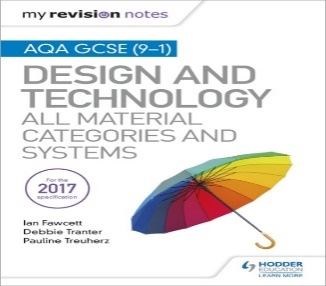 my revision notes
AQA GCSE (9–1)
DESIGN AND
TECHNOLOGY
ALL MATERIAL
CATEGORIES AND
SYSTEMS
For the
2017
specification
Ian Fawcett
Debbie Tranter
Pauline Treuherz
HODDER
EDUCATION
LEARN MORE